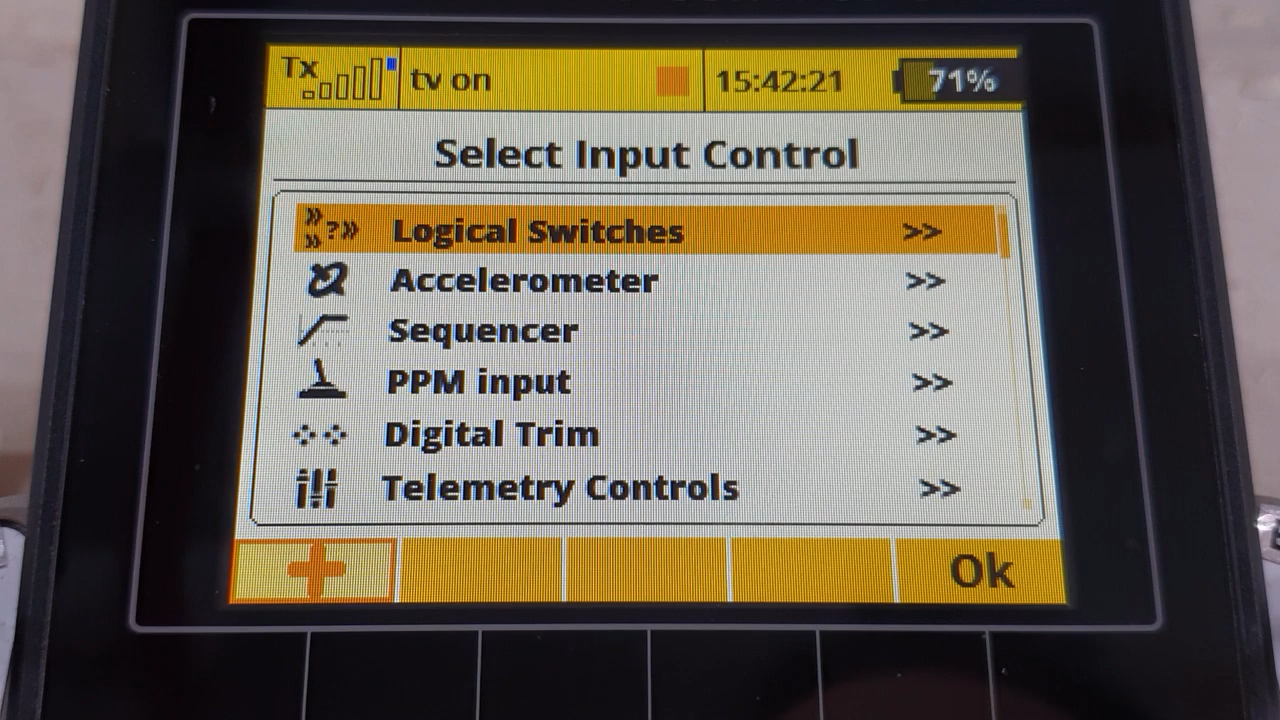 Tx tv on 15:42:21 71%
Select Input Control
Logical Switches >>
Accelerometer >>
Sequencer >>
PPM input >>
Digital Trim >>
Telemetry Controls >>
Ok